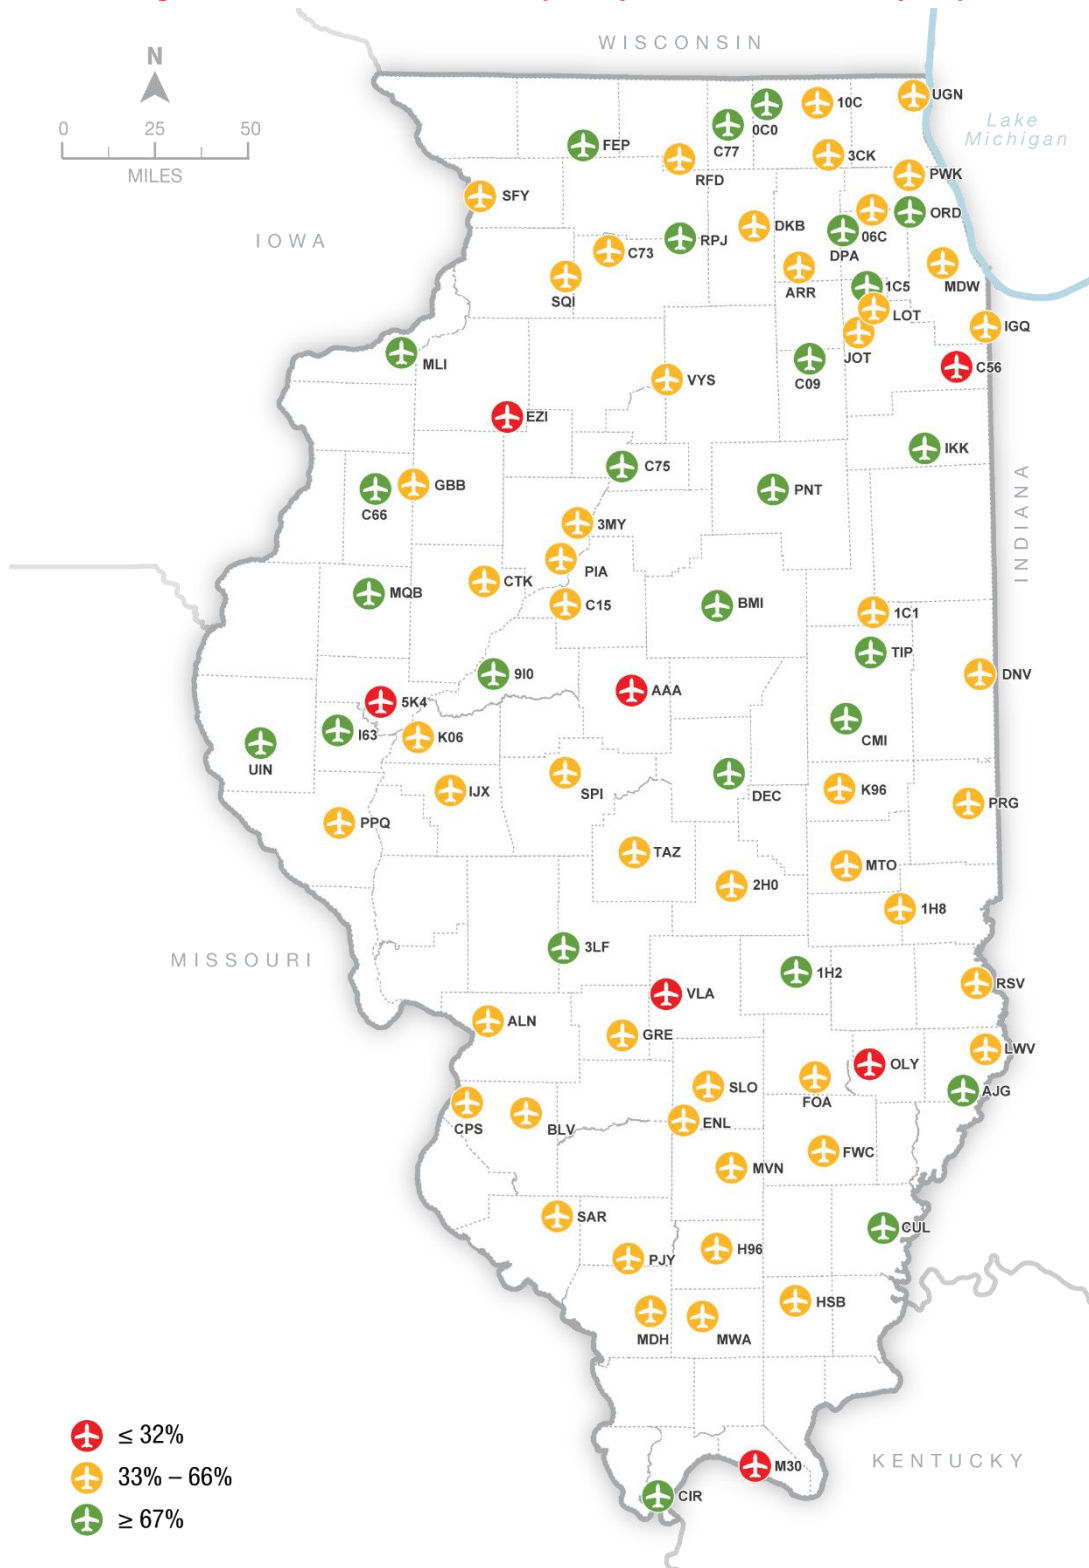 WISCONSIN
N
0 25 50
MILES
Lake
Michigan
IOWA
UGN
10C
0C0
C77
FEP
3CK
RFD
PWK
SFY
ORD
DKB
06C
RPJ
DPA
C73
MDW
ARR
1C5
SQI
LOT
IGQ
JOT
MLI
C56
C09
VYS
EZI
IKK
C75
GBB
PNT
C66
INDIANA
3MY
PIA
CTK
MQB
C15
BMI
1C1
TIP
9I0
DNV
AAA
5K4
I63
K06
CMI
UIN
SPI
DEC
IJX
K96
PRG
PPQ
TAZ
MTO
2H0
1H8
3LF
MISSOURI
1H2
RSV
VLA
ALN
GRE
LWV
OLY
SLO
FOA
AJG
CPS
BLV
ENL
FWC
MVN
SAR
CUL
H96
PJY
HSB
MDH
MWA
≤ 32%
33% – 66%
≥ 67%
KENTUCKY
M30
CIR